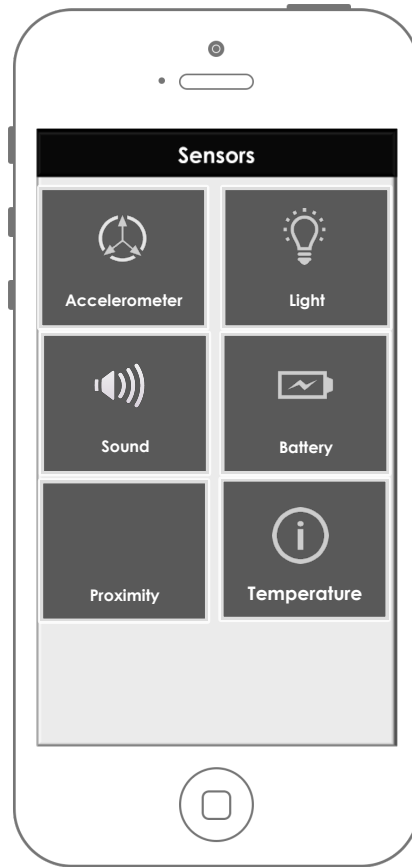 Sensors
Accelerometer
Light
Sound
Battery
Proximity
Temperature